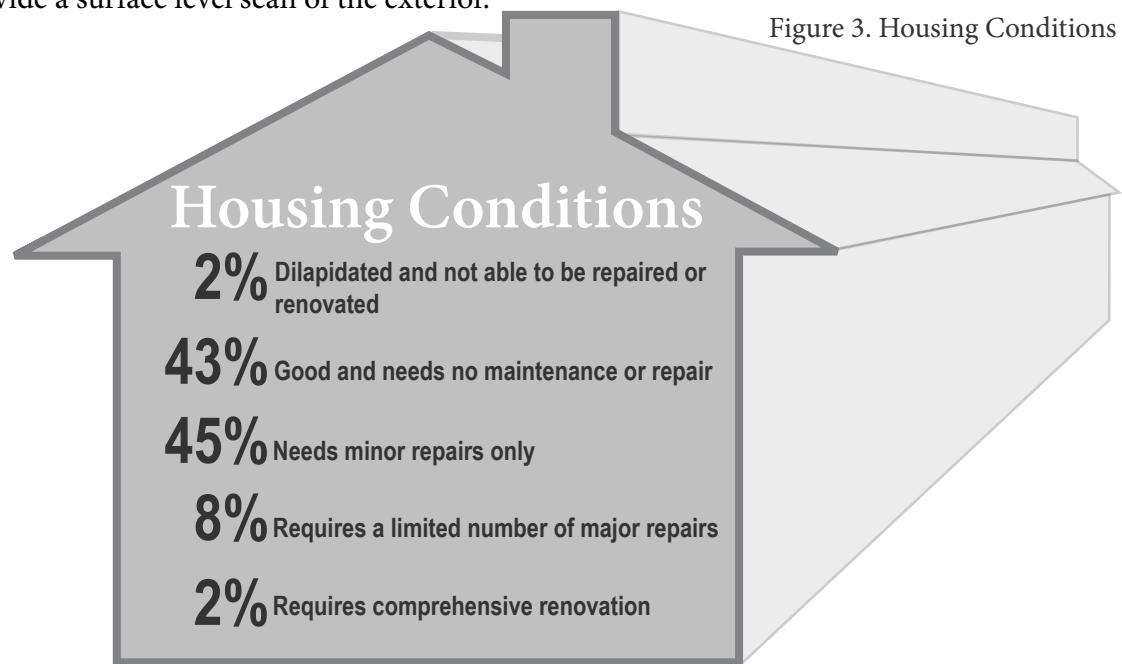 vide a surface level scan of the exterior.
Figure 3. Housing Conditions
Housing Conditions
2% Dilapidated and not able to be repaired or
renovated
43% Good and needs no maintenance or repair
45% Needs minor repairs only
8% Requires a limited number of major repairs
2% Requires comprehensive renovation